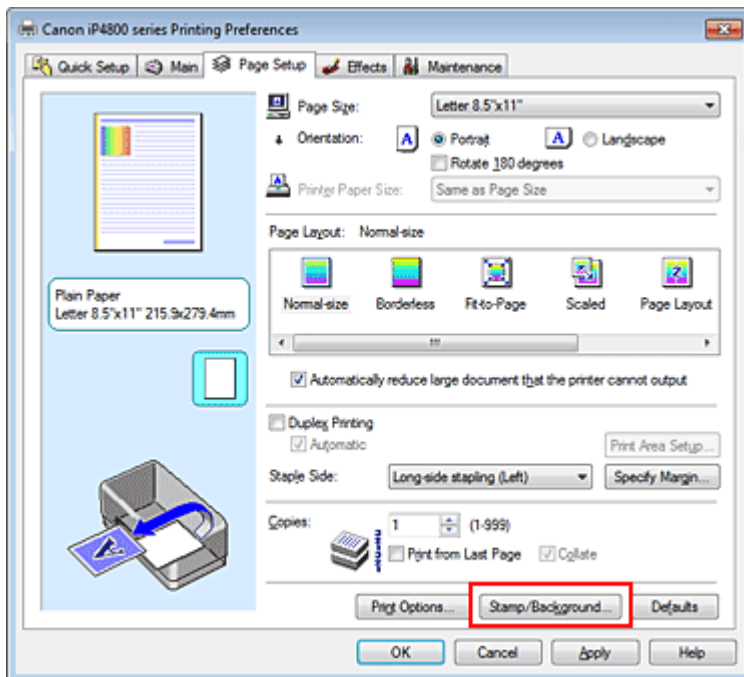 Canon iP4800 series Printing Preferences
Quick Setup Main Page Setup Effects Maintenance
Page Size: Letter 8.5"x11"
Orientation: A Portrait A Landscape
Rotate 180 degrees
Printer Paper Size: Same as Page Size
Page Layout: Normal-size
Normal-size Borderless Fit-to-Page Scaled Page Layout
Plain Paper
Letter 8.5"x11" 215.9x279.4mm
Automatically reduce large document that the printer cannot output
Duplex Printing
Automatic Print Area Setup...
Staple Side: Long-side stapling (Left) Specify Margin...
Copies: 1 (1-999)
Print from Last Page Collate
Print Options... Stamp/Background... Defaults
OK Cancel Apply Help